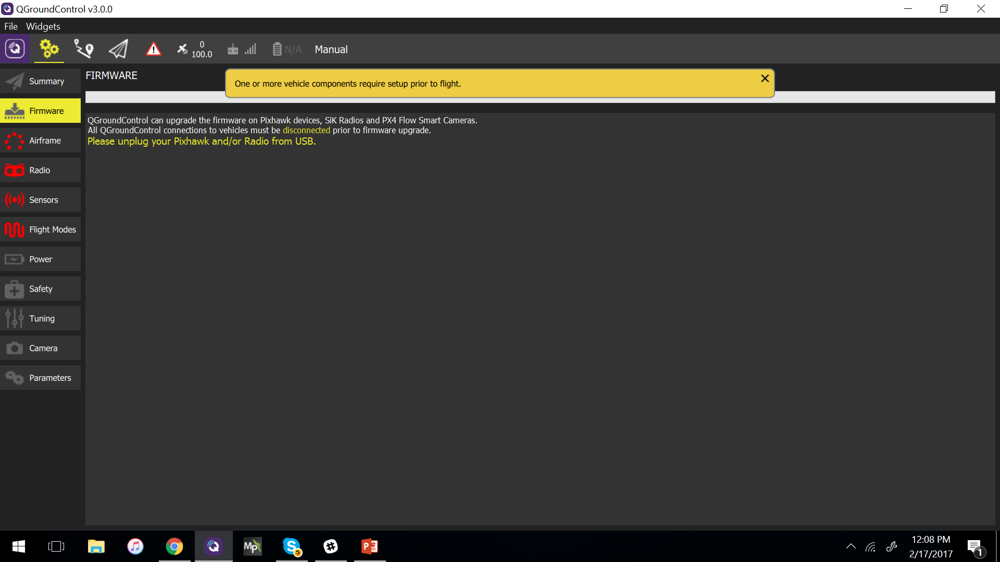 QGroundControl v3.0.0
File Widgets
0
100.0
N/A
Manual
Summary
Firmware
Airframe
Radio
Sensors
Flight Modes
Power
Safety
Tuning
Camera
Parameters
FIRMWARE
One or more vehicle components require setup prior to flight.
QGroundControl can upgrade the firmware on Pixhawk devices, SiK Radios and PX4 Flow Smart Cameras.
All QGroundControl connections to vehicles must be disconnected prior to firmware upgrade.
Please unplug your Pixhawk and/or Radio from USB.
Mp
S
5
P
12:08 PM
2/17/2017
1